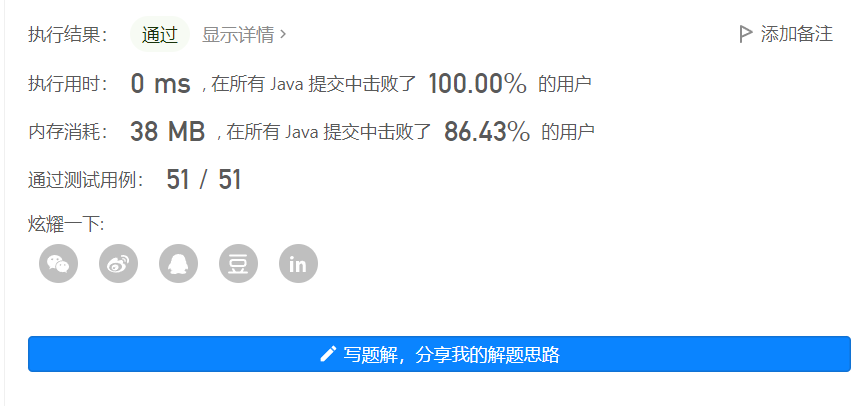 执行结果： 通过 显示详情 › 添加备注
执行用时： 0 ms , 在所有 Java 提交中击败了 100.00% 的用户
内存消耗： 38 MB , 在所有 Java 提交中击败了 86.43% 的用户
通过测试用例： 51 / 51
炫耀一下:
豆 in
写题解，分享我的解题思路